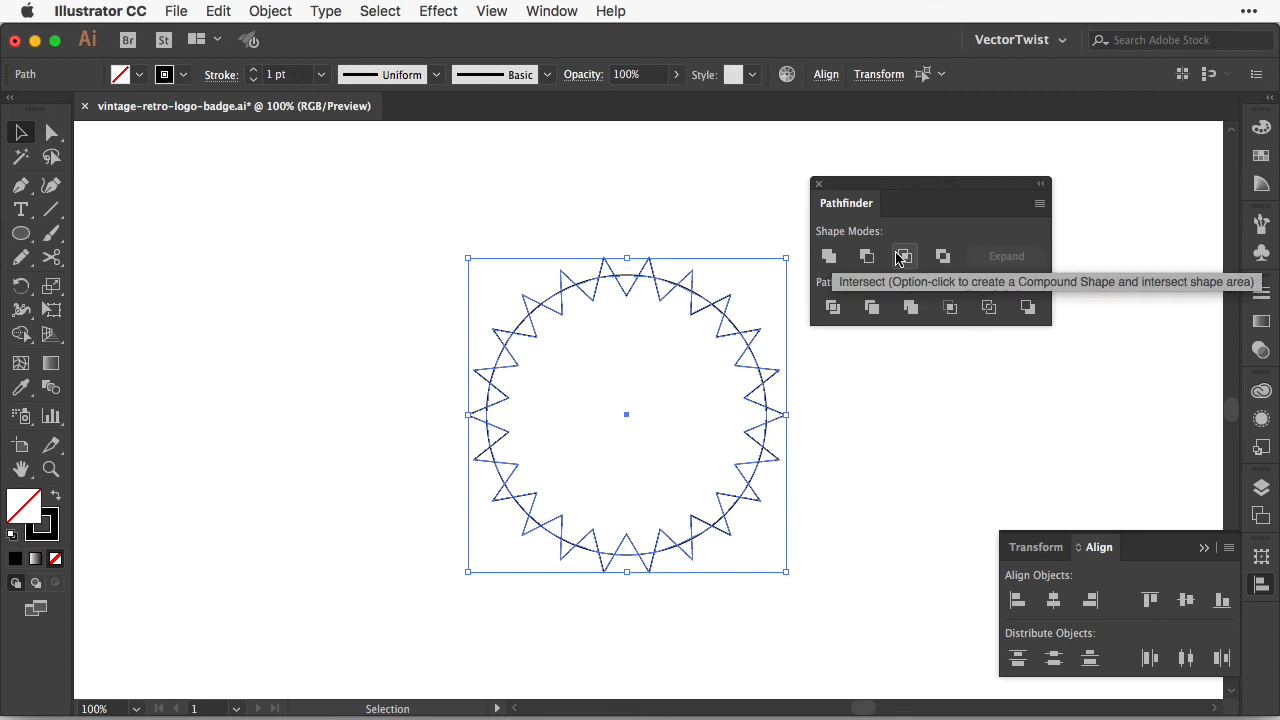 Illustrator CC File Edit Object Type Select Effect View Window Help
Ai Br St VectorTwist Search Adobe Stock
Path Stroke: 1 pt Uniform Basic Opacity: 100% Style: Align Transform
vintage-retro-logo-badge.ai* @ 100% (RGB/Preview)
Pathfinder
Shape Modes:
Expand
Intersect (Option-click to create a Compound Shape and intersect shape area)
Transform Align
Align Objects:
Distribute Objects:
100% 1 Selection